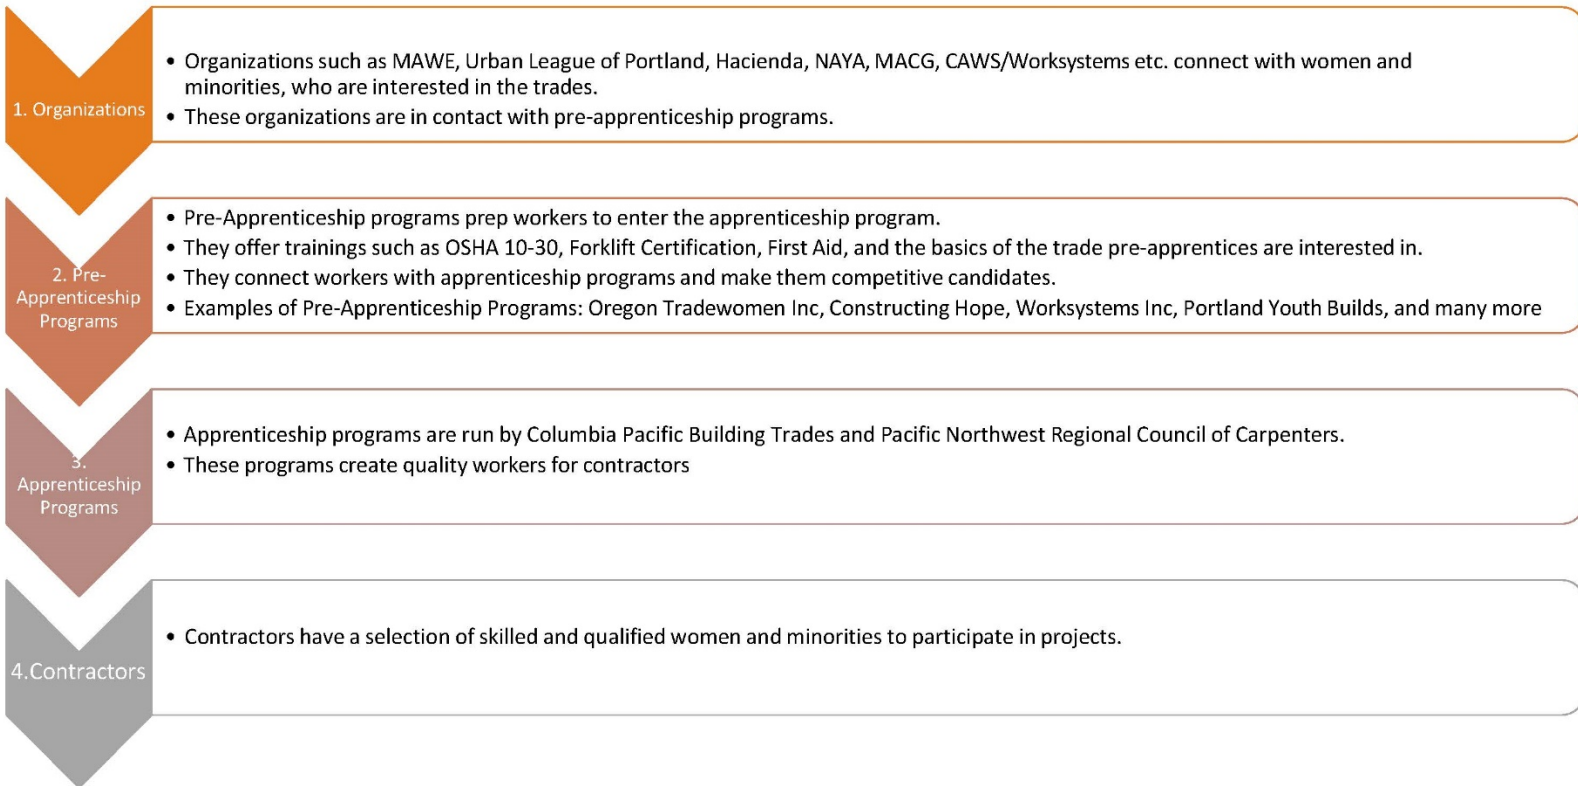 1. Organizations
• Organizations such as MAWE, Urban League of Portland, Hacienda, NAYA, MACG, CAWS/Worksystems etc. connect with women and
minorities, who are interested in the trades.
• These organizations are in contact with pre-apprenticeship programs.
2. Pre-
Apprenticeship
Programs
• Pre-Apprenticeship programs prep workers to enter the apprenticeship program.
• They offer trainings such as OSHA 10-30, Forklift Certification, First Aid, and the basics of the trade pre-apprentices are interested in.
• They connect workers with apprenticeship programs and make them competitive candidates.
• Examples of Pre-Apprenticeship Programs: Oregon Tradewomen Inc, Constructing Hope, Worksystems Inc, Portland Youth Builds, and many more
3.
Apprenticeship
Programs
• Apprenticeship programs are run by Columbia Pacific Building Trades and Pacific Northwest Regional Council of Carpenters.
• These programs create quality workers for contractors
4.Contractors
• Contractors have a selection of skilled and qualified women and minorities to participate in projects.